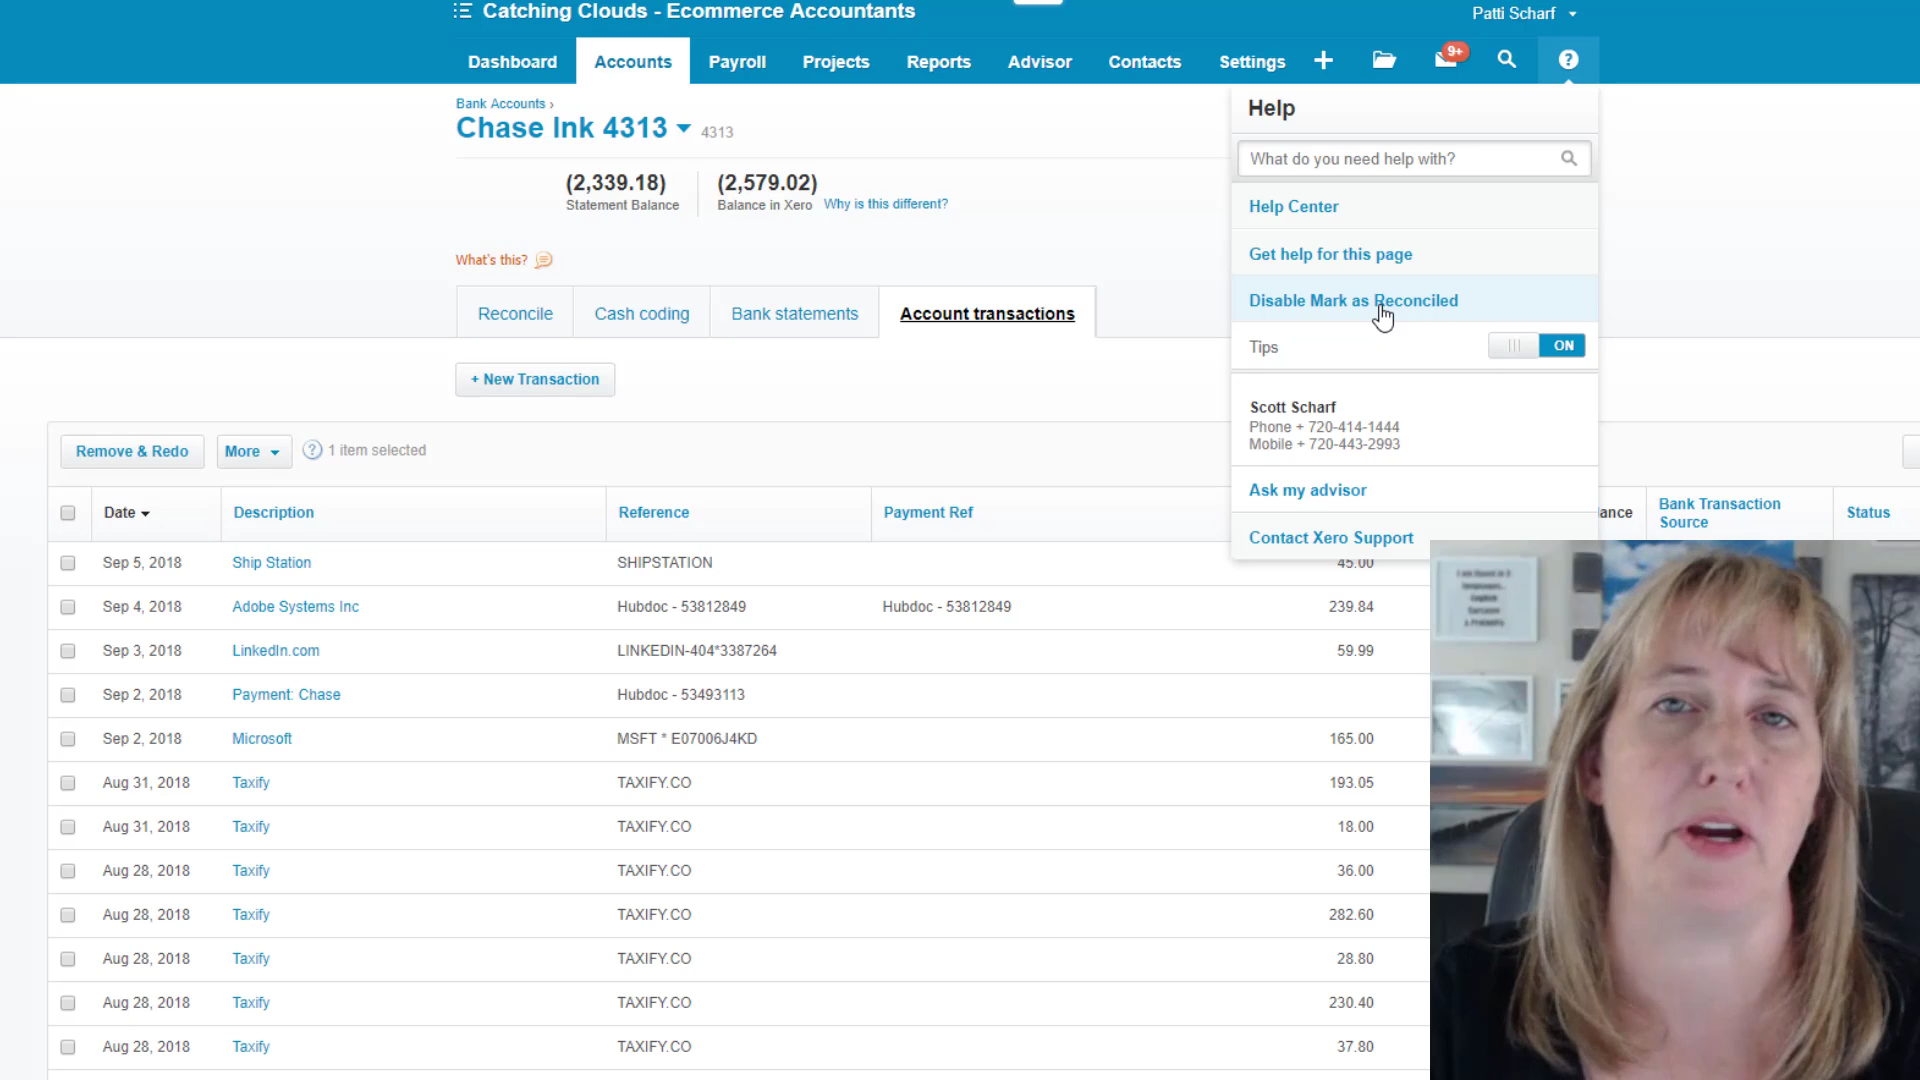 Catching Clouds - Ecommerce Accountants
Patti Scharf
Dashboard Accounts Payroll Projects Reports Advisor Contacts Settings 9+ ?
Bank Accounts ›
Chase Ink 4313 4313
(2,339.18) (2,579.02)
Statement Balance Balance in Xero Why is this different?
What's this?
Reconcile Cash coding Bank statements Account transactions
+ New Transaction
Help
What do you need help with?
Help Center
Get help for this page
Disable Mark as Reconciled
Tips ON
Scott Scharf
Phone + 720-414-1444
Mobile + 720-443-2993
Ask my advisor
Contact Xero Support
Remove & Redo More ? 1 item selected
Date Description Reference Payment Ref ance Bank Transaction Source Status
Sep 5, 2018 Ship Station SHIPSTATION 45.00
Sep 4, 2018 Adobe Systems Inc Hubdoc - 53812849 Hubdoc - 53812849 239.84
Sep 3, 2018 LinkedIn.com LINKEDIN-404*3387264 59.99
Sep 2, 2018 Payment: Chase Hubdoc - 53493113
Sep 2, 2018 Microsoft MSFT * E07006J4KD 165.00
Aug 31, 2018 Taxify TAXIFY.CO 193.05
Aug 31, 2018 Taxify TAXIFY.CO 18.00
Aug 28, 2018 Taxify TAXIFY.CO 36.00
Aug 28, 2018 Taxify TAXIFY.CO 282.60
Aug 28, 2018 Taxify TAXIFY.CO 28.80
Aug 28, 2018 Taxify TAXIFY.CO 230.40
Aug 28, 2018 Taxify TAXIFY.CO 37.80